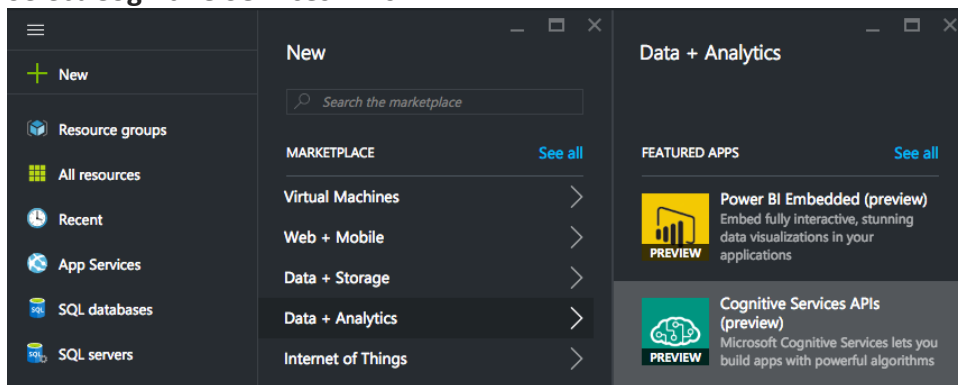 New
Resource groups
All resources
Recent
App Services
SQL databases
SQL servers
New
Search the marketplace
MARKETPLACE See all
Virtual Machines
Web + Mobile
Data + Storage
Data + Analytics
Internet of Things
Data + Analytics
FEATURED APPS See all
PREVIEW
Power BI Embedded (preview)
Embed fully interactive, stunning
data visualizations in your
applications
PREVIEW
Cognitive Services APIs
(preview)
Microsoft Cognitive Services lets you
build apps with powerful algorithms